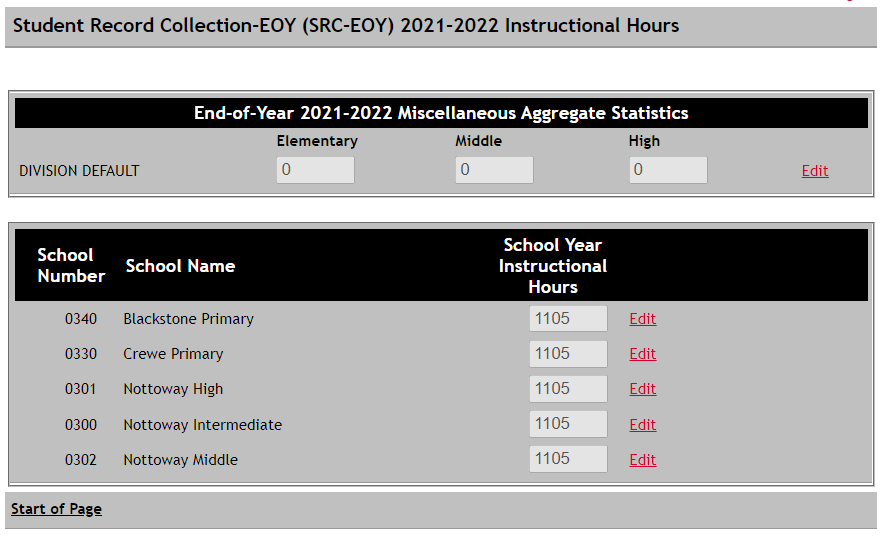 Student Record Collection-EOY (SRC-EOY) 2021-2022 Instructional Hours
End-of-Year 2021-2022 Miscellaneous Aggregate Statistics
Elementary Middle High
DIVISION DEFAULT 0 0 0 Edit
School Number School Name School Year Instructional Hours
0340 Blackstone Primary 1105 Edit
0330 Crewe Primary 1105 Edit
0301 Nottoway High 1105 Edit
0300 Nottoway Intermediate 1105 Edit
0302 Nottoway Middle 1105 Edit
Start of Page